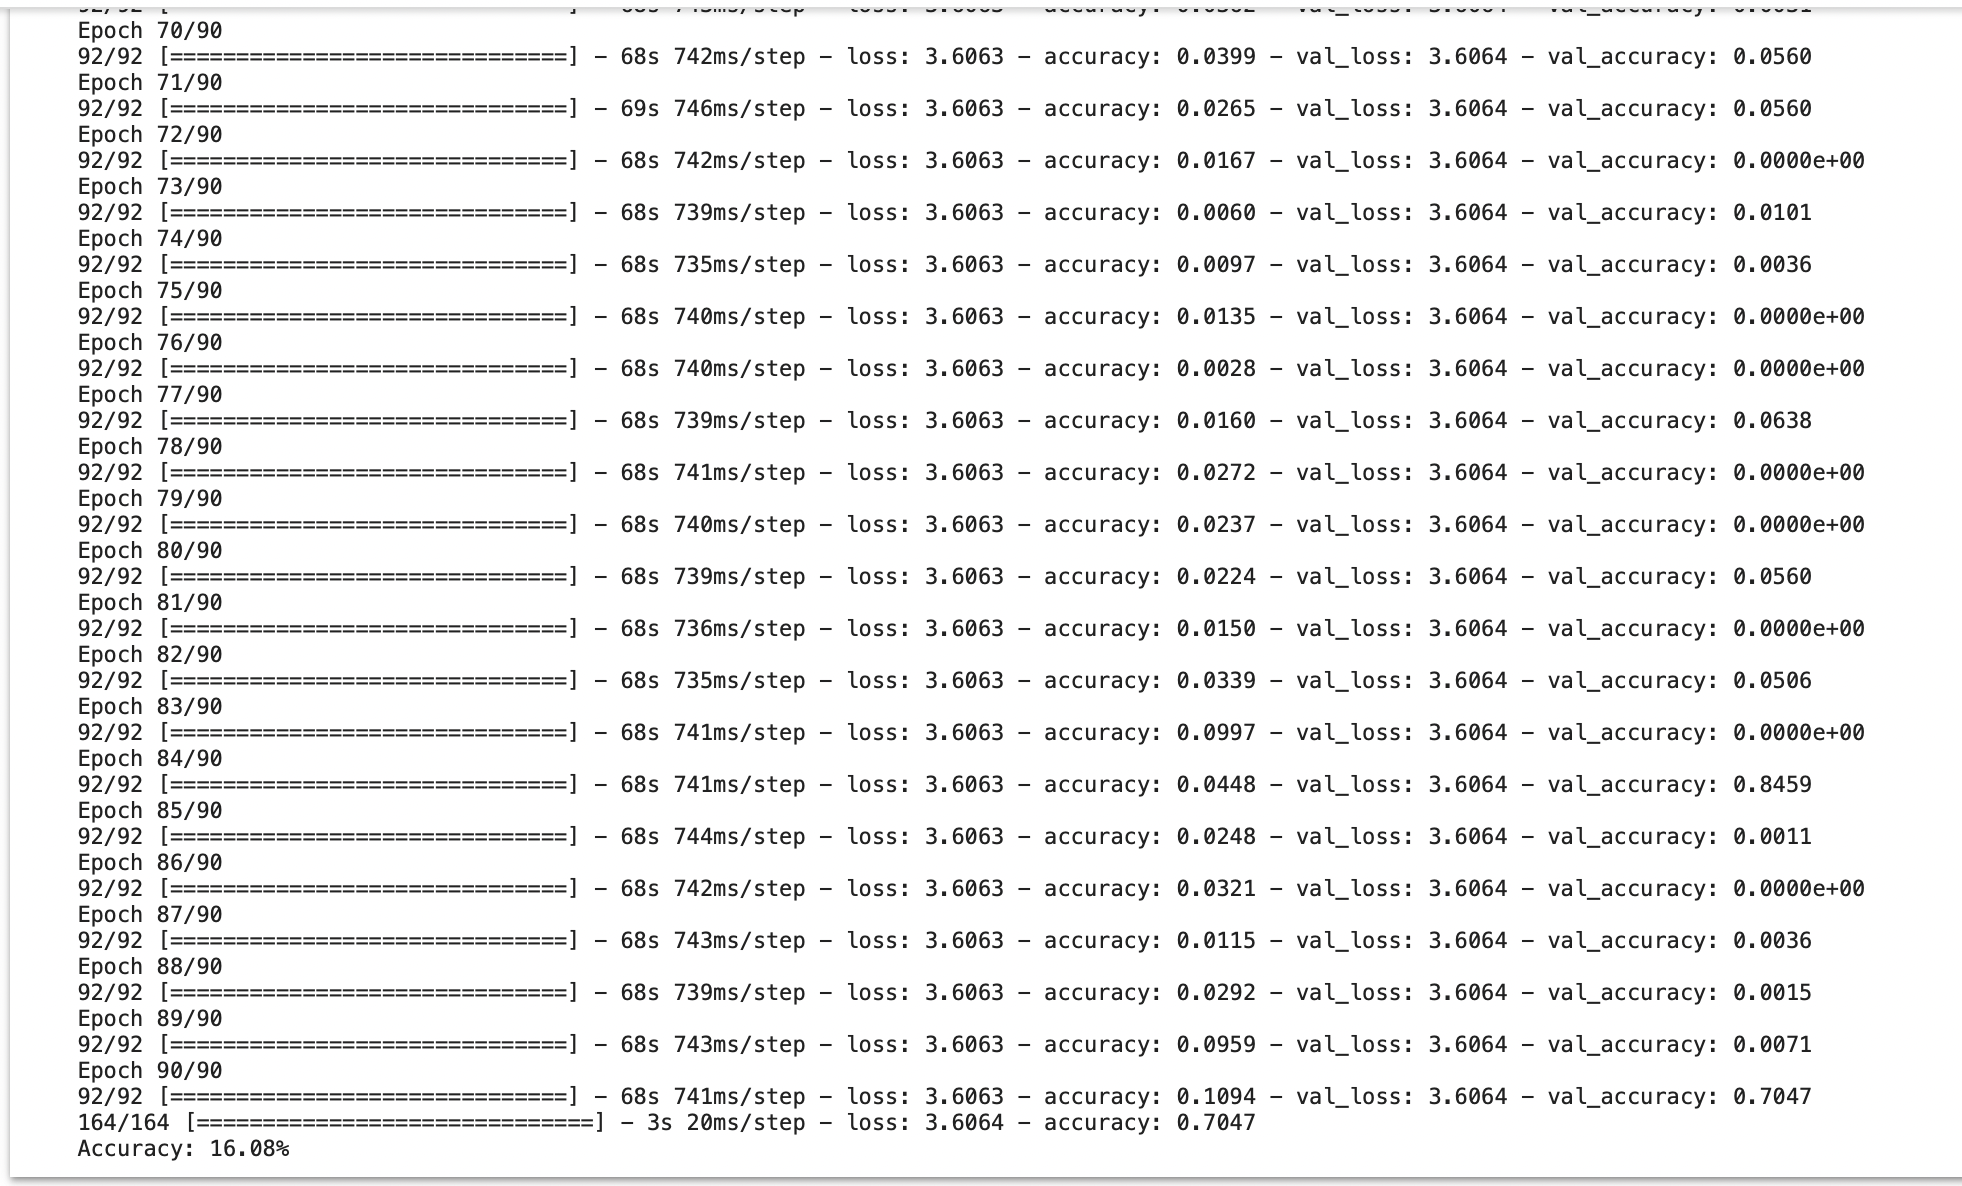 Epoch 70/90
92/92 [==============================] – 68s 742ms/step – loss: 3.6063 – accuracy: 0.0399 – val_loss: 3.6064 – val_accuracy: 0.0560
Epoch 71/90
92/92 [==============================] – 69s 746ms/step – loss: 3.6063 – accuracy: 0.0265 – val_loss: 3.6064 – val_accuracy: 0.0560
Epoch 72/90
92/92 [==============================] – 68s 742ms/step – loss: 3.6063 – accuracy: 0.0167 – val_loss: 3.6064 – val_accuracy: 0.0000e+00
Epoch 73/90
92/92 [==============================] – 68s 739ms/step – loss: 3.6063 – accuracy: 0.0060 – val_loss: 3.6064 – val_accuracy: 0.0101
Epoch 74/90
92/92 [==============================] – 68s 735ms/step – loss: 3.6063 – accuracy: 0.0097 – val_loss: 3.6064 – val_accuracy: 0.0036
Epoch 75/90
92/92 [==============================] – 68s 740ms/step – loss: 3.6063 – accuracy: 0.0135 – val_loss: 3.6064 – val_accuracy: 0.0000e+00
Epoch 76/90
92/92 [==============================] – 68s 740ms/step – loss: 3.6063 – accuracy: 0.0028 – val_loss: 3.6064 – val_accuracy: 0.0000e+00
Epoch 77/90
92/92 [==============================] – 68s 739ms/step – loss: 3.6063 – accuracy: 0.0160 – val_loss: 3.6064 – val_accuracy: 0.0638
Epoch 78/90
92/92 [==============================] – 68s 741ms/step – loss: 3.6063 – accuracy: 0.0272 – val_loss: 3.6064 – val_accuracy: 0.0000e+00
Epoch 79/90
92/92 [==============================] – 68s 740ms/step – loss: 3.6063 – accuracy: 0.0237 – val_loss: 3.6064 – val_accuracy: 0.0000e+00
Epoch 80/90
92/92 [==============================] – 68s 739ms/step – loss: 3.6063 – accuracy: 0.0224 – val_loss: 3.6064 – val_accuracy: 0.0560
Epoch 81/90
92/92 [==============================] – 68s 736ms/step – loss: 3.6063 – accuracy: 0.0150 – val_loss: 3.6064 – val_accuracy: 0.0000e+00
Epoch 82/90
92/92 [==============================] – 68s 735ms/step – loss: 3.6063 – accuracy: 0.0339 – val_loss: 3.6064 – val_accuracy: 0.0506
Epoch 83/90
92/92 [==============================] – 68s 741ms/step – loss: 3.6063 – accuracy: 0.0997 – val_loss: 3.6064 – val_accuracy: 0.0000e+00
Epoch 84/90
92/92 [==============================] – 68s 741ms/step – loss: 3.6063 – accuracy: 0.0448 – val_loss: 3.6064 – val_accuracy: 0.8459
Epoch 85/90
92/92 [==============================] – 68s 744ms/step – loss: 3.6063 – accuracy: 0.0248 – val_loss: 3.6064 – val_accuracy: 0.0011
Epoch 86/90
92/92 [==============================] – 68s 742ms/step – loss: 3.6063 – accuracy: 0.0321 – val_loss: 3.6064 – val_accuracy: 0.0000e+00
Epoch 87/90
92/92 [==============================] – 68s 743ms/step – loss: 3.6063 – accuracy: 0.0115 – val_loss: 3.6064 – val_accuracy: 0.0036
Epoch 88/90
92/92 [==============================] – 68s 739ms/step – loss: 3.6063 – accuracy: 0.0292 – val_loss: 3.6064 – val_accuracy: 0.0015
Epoch 89/90
92/92 [==============================] – 68s 743ms/step – loss: 3.6063 – accuracy: 0.0959 – val_loss: 3.6064 – val_accuracy: 0.0071
Epoch 90/90
92/92 [==============================] – 68s 741ms/step – loss: 3.6063 – accuracy: 0.1094 – val_loss: 3.6064 – val_accuracy: 0.7047
164/164 [==============================] – 3s 20ms/step – loss: 3.6064 – accuracy: 0.7047
Accuracy: 16.08%